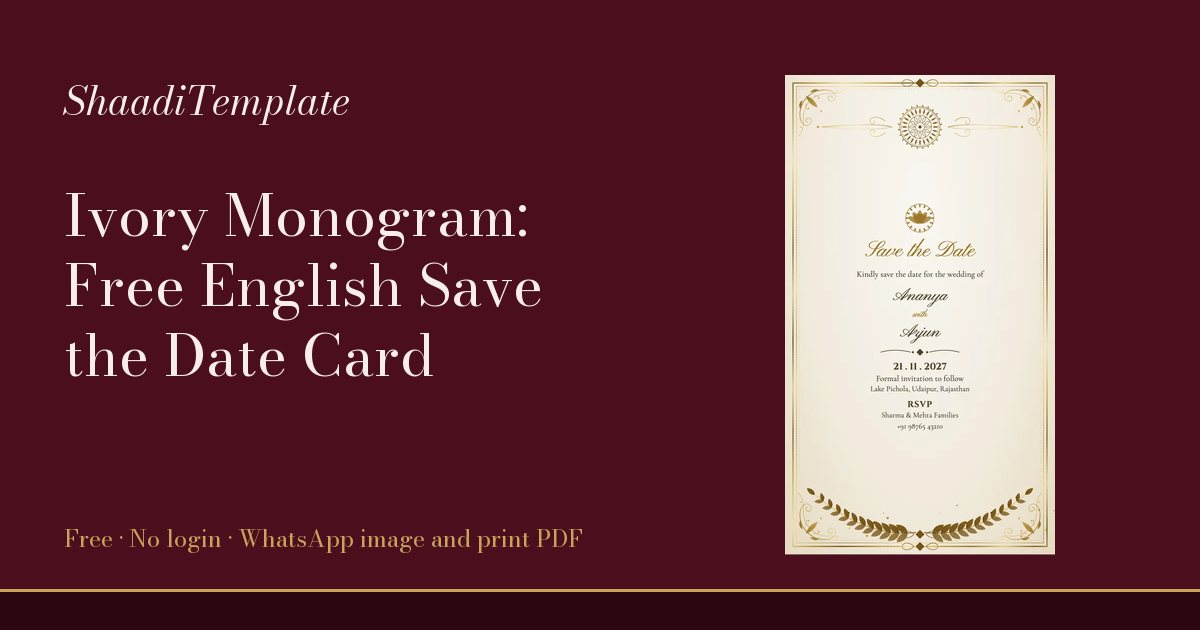 ShaadiTemplate
Ivory Monogram:
Free English Save
the Date Card
Free · No login · WhatsApp image and print PDF
Save the Date
Kindly save the date for the wedding of
Ananya
with
Arjun
21 . 11 . 2027
Formal invitation to follow
Lake Pichola, Udaipur, Rajasthan
RSVP
Sharma & Mehta Families
+91 98765 43210